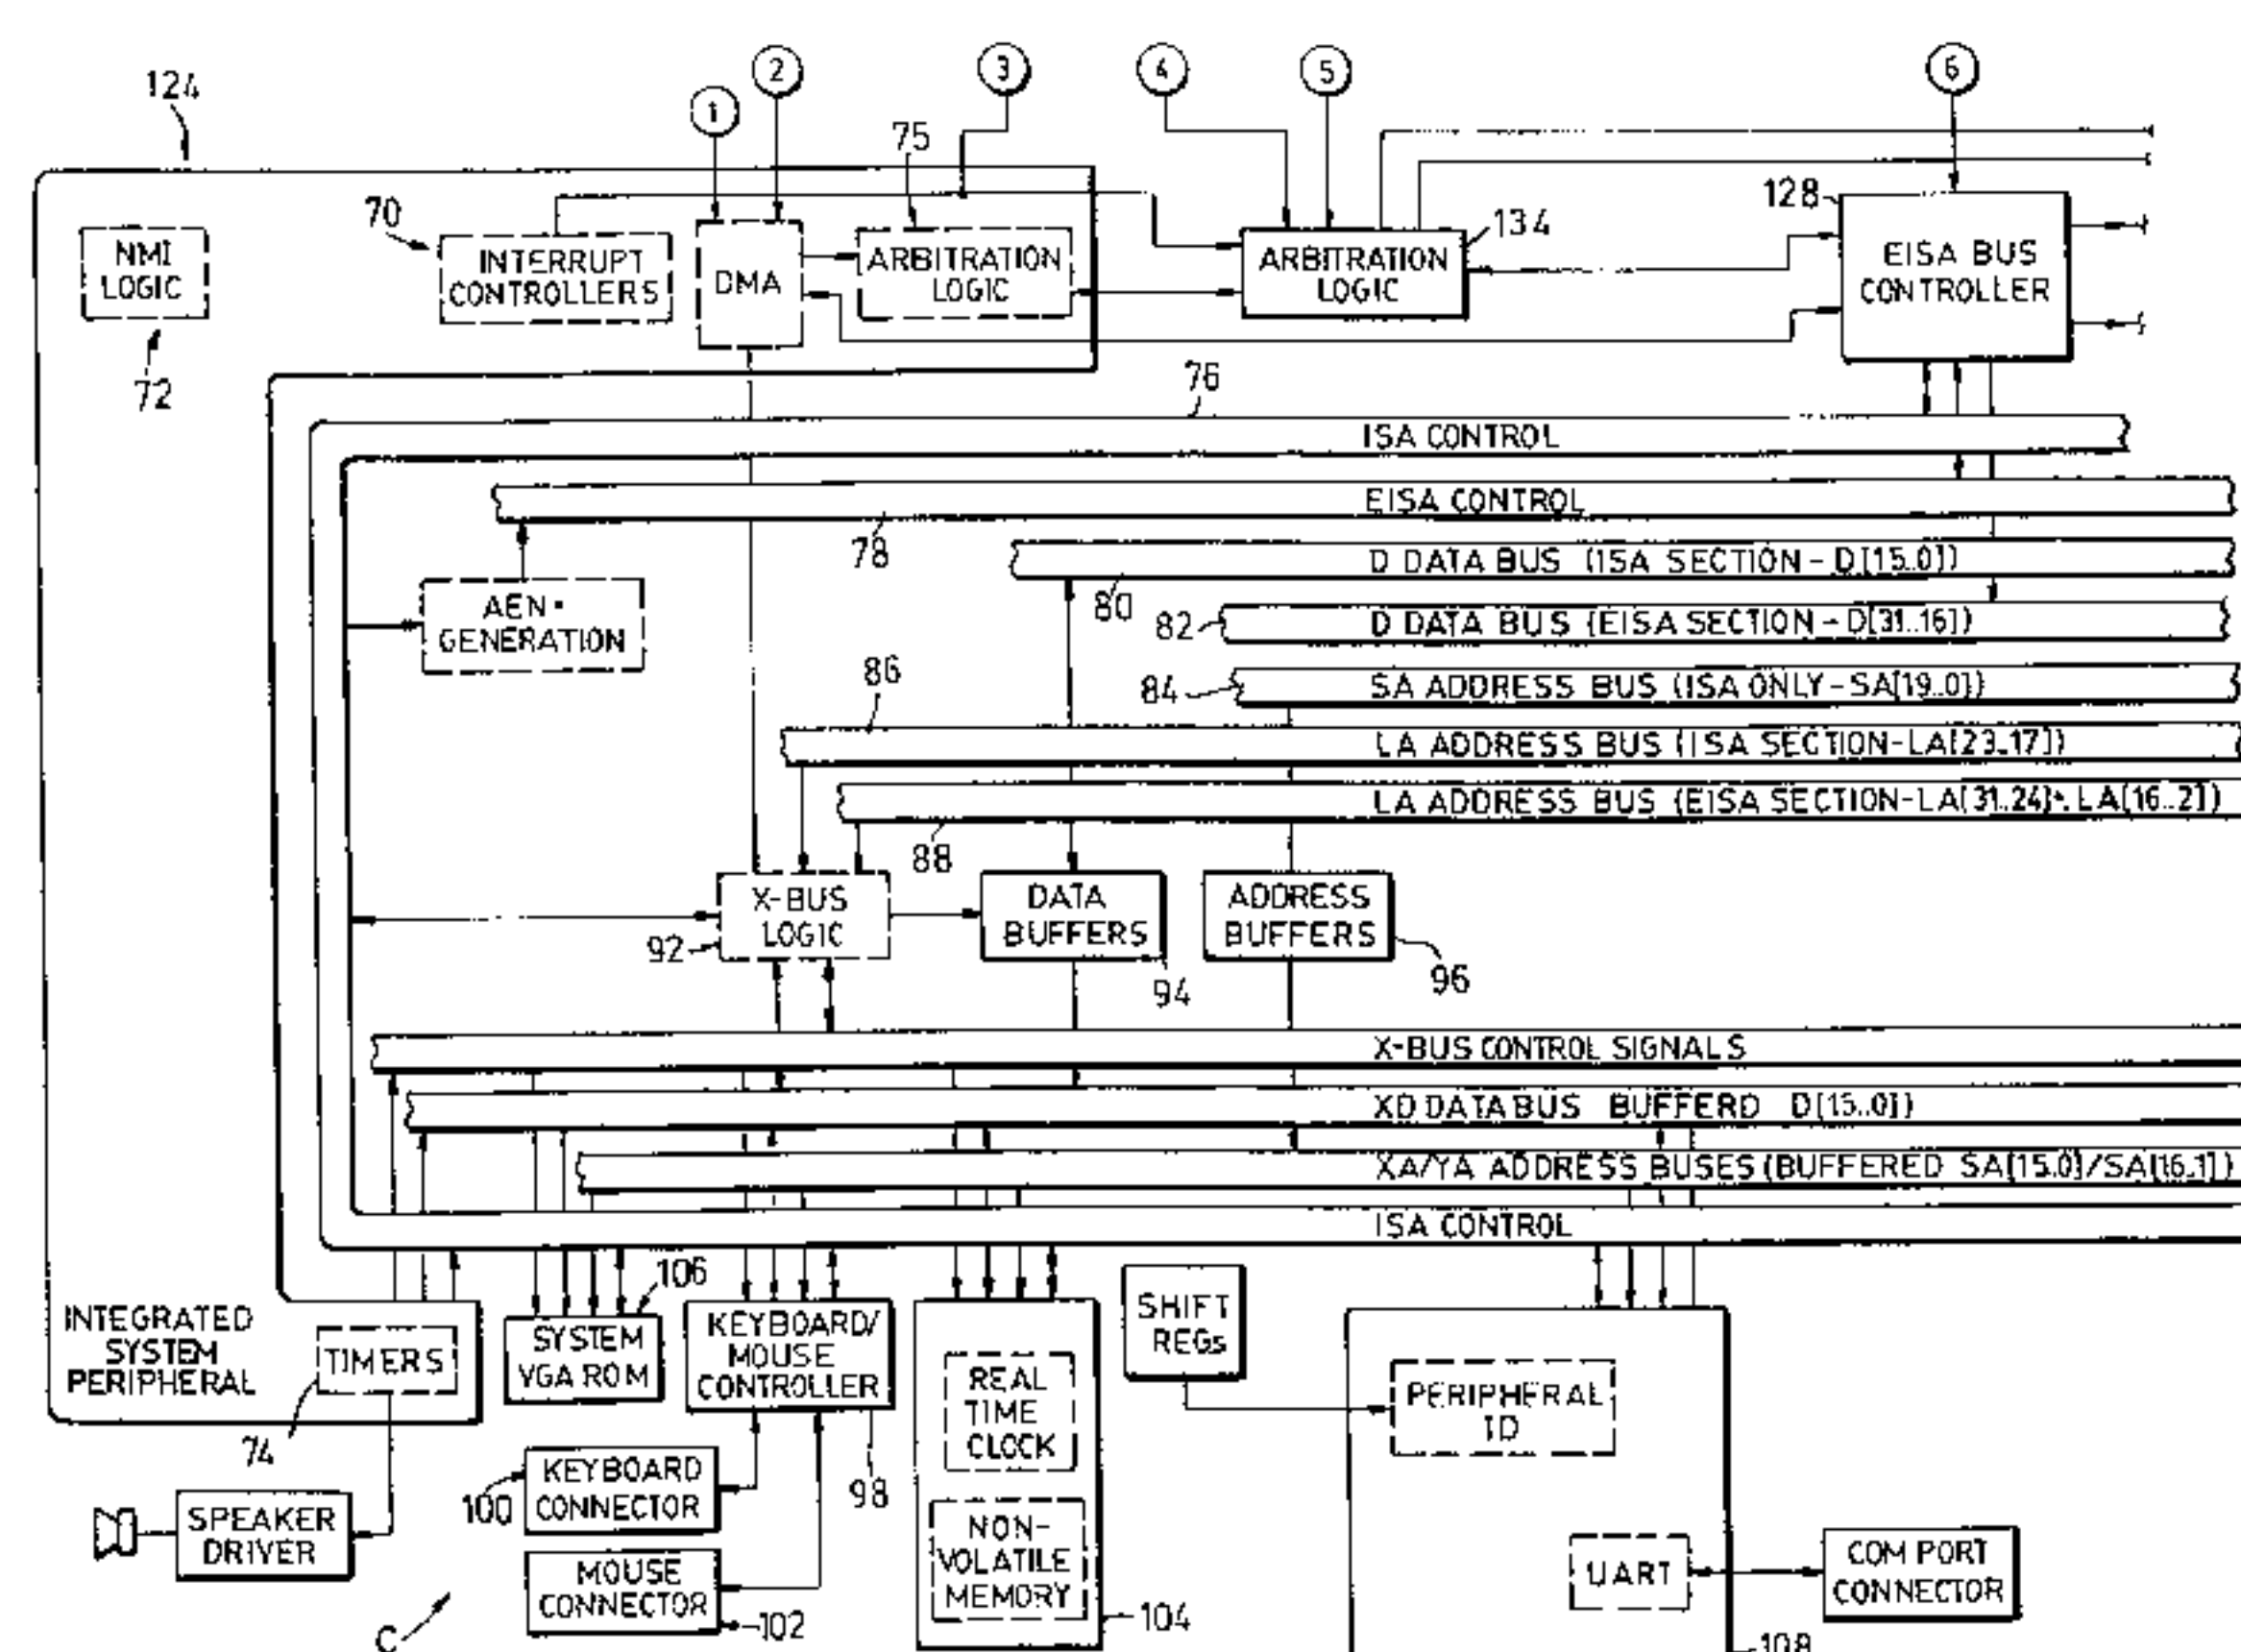 1
2
3
4
5
6
124
75
70
128
134
NMI
LOGIC
72
INTERRUPT
CONTROLLERS
DMA
ARBITRATION
LOGIC
ARBITRATION
LOGIC
EISA BUS
CONTROLLER
76
ISA CONTROL
EISA CONTROL
78
D DATA BUS (ISA SECTION - D[15..0])
80
AEN•
GENERATION
82
D DATA BUS (EISA SECTION - D[31..16])
86
84
SA ADDRESS BUS (ISA ONLY - SA[19..0])
LA ADDRESS BUS (ISA SECTION-LA[23..17])
LA ADDRESS BUS (EISA SECTION-LA[31..24]*, LA[16..2])
88
X-BUS
LOGIC
92
DATA
BUFFERS
94
ADDRESS
BUFFERS
96
X-BUS CONTROL SIGNALS
XD DATA BUS BUFFERD D[15..0])
XA/YA ADDRESS BUSES (BUFFERED SA[15.0]/SA[16.1])
ISA CONTROL
106
INTEGRATED
SYSTEM
PERIPHERAL
TIMERS
74
SYSTEM
VGA ROM
KEYBOARD/
MOUSE
CONTROLLER
98
REAL
TIME
CLOCK
NON-
VOLATILE
MEMORY
104
SHIFT
REGs
PERIPHERAL
ID
SPEAKER
DRIVER
100
KEYBOARD
CONNECTOR
MOUSE
CONNECTOR
102
C
UART
COM PORT
CONNECTOR
108